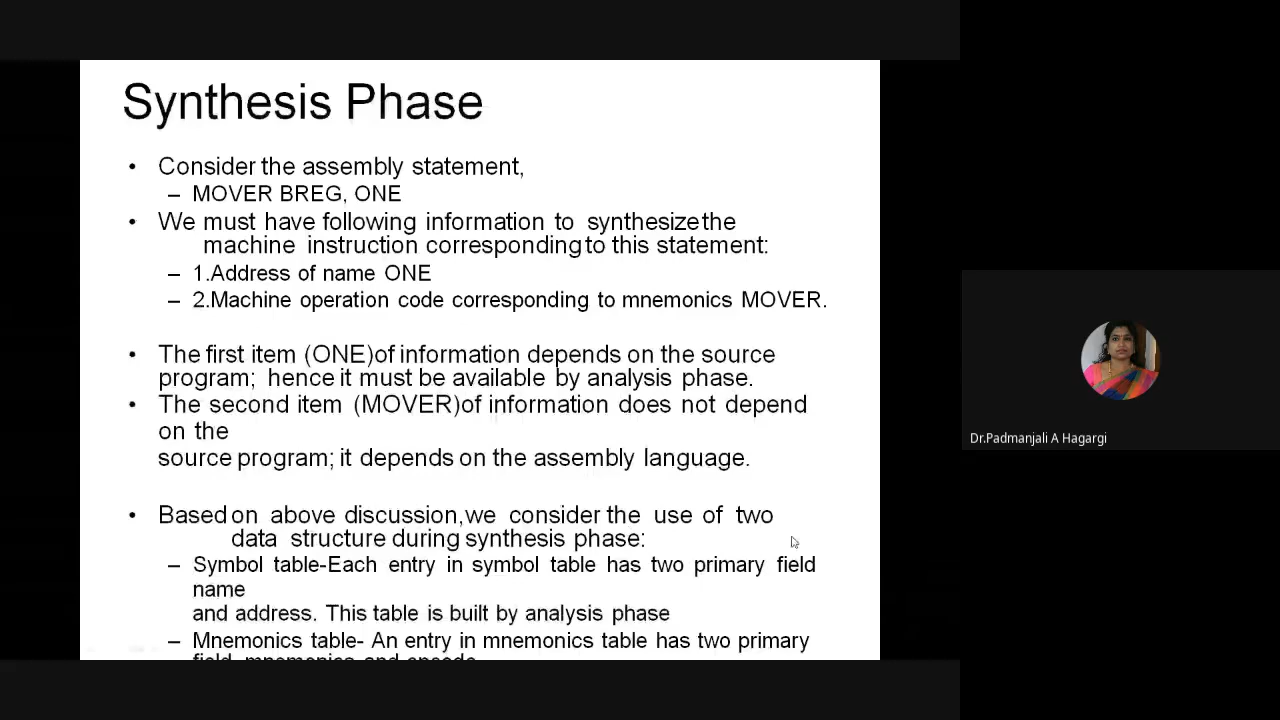 Synthesis Phase
• Consider the assembly statement,
– MOVER BREG, ONE
• We must have following information to synthesizethe
machine instruction correspondingto this statement:
– 1.Address of name ONE
– 2.Machine operation code corresponding to mnemonics MOVER.
• The first item (ONE)of information depends on the source
program; hence it must be available by analysis phase.
• The second item (MOVER)of information does not depend
on the
source program; it depends on the assembly language.
• Based on above discussion,we consider the use of two
data structure during synthesis phase:
– Symbol table-Each entry in symbol table has two primary field
name
and address. This table is built by analysis phase
– Mnemonics table- An entry in mnemonics table has two primary
field mnemonics and opcode
Dr.Padmanjali A Hagargi